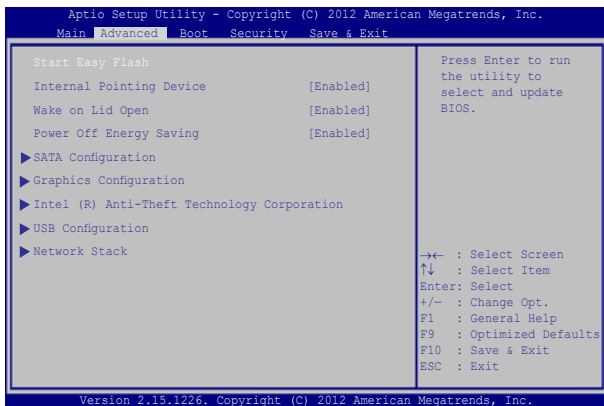 Aptio Setup Utility - Copyright (C) 2012 American Megatrends, Inc.
Main Advanced Boot Security Save & Exit
Start Easy Flash
Internal Pointing Device [Enabled]
Wake on Lid Open [Enabled]
Power Off Energy Saving [Enabled]
SATA Configuration
Graphics Configuration
Intel (R) Anti-Theft Technology Corporation
USB Configuration
Network Stack
Press Enter to run
the utility to
select and update
BIOS.
→← : Select Screen
↑↓ : Select Item
Enter: Select
+/— : Change Opt.
F1 : General Help
F9 : Optimized Defaults
F10 : Save & Exit
ESC : Exit
Version 2.15.1226. Copyright (C) 2012 American Megatrends, Inc.